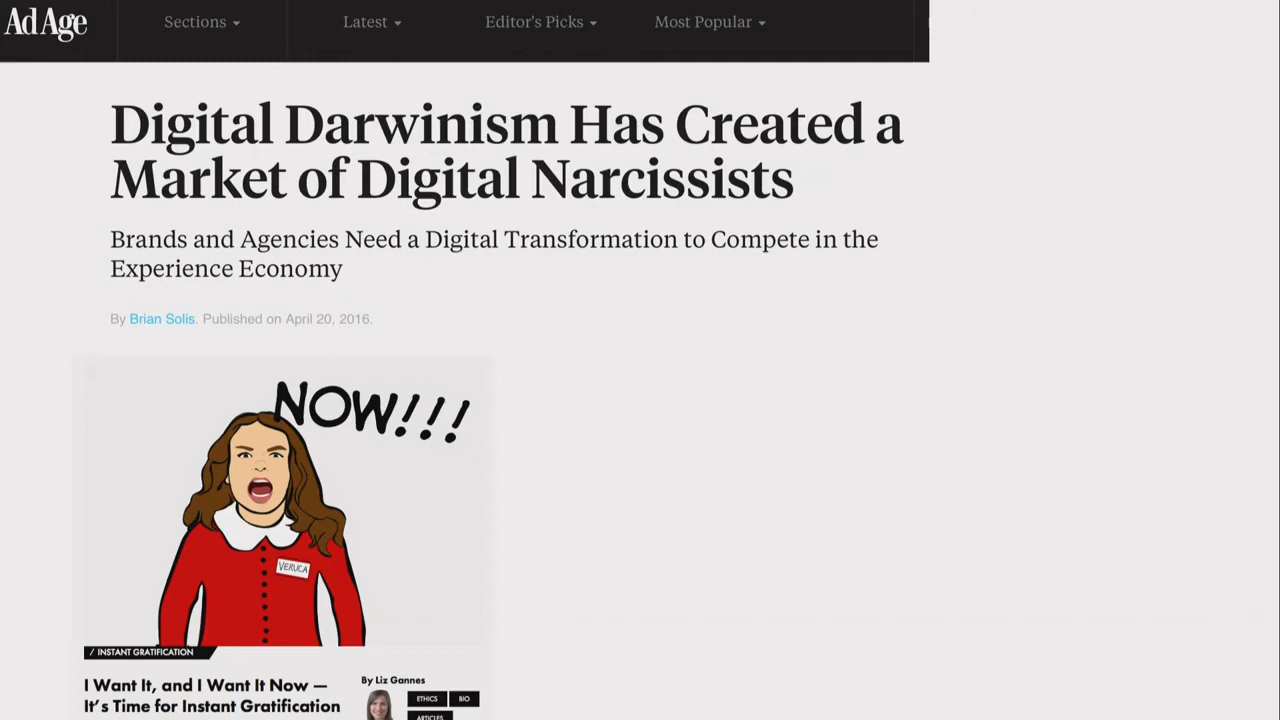 Ad Age
Sections
Latest
Editor's Picks
Most Popular
Digital Darwinism Has Created a
Market of Digital Narcissists
Brands and Agencies Need a Digital Transformation to Compete in the
Experience Economy
By Brian Solis. Published on April 20, 2016.
NOW!!!
VERUCA
/ INSTANT GRATIFICATION
I Want It, and I Want It Now —
It's Time for Instant Gratification
By Liz Gannes
ETHICS
BIO
ARTICLES